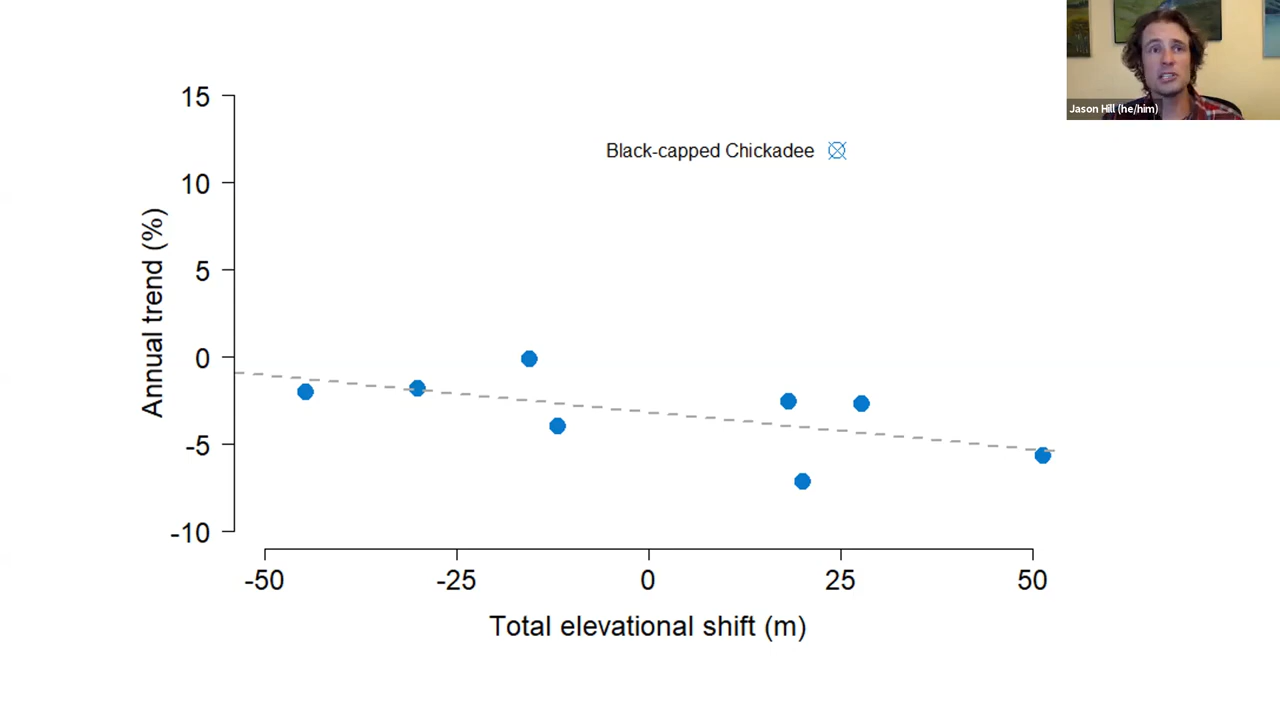 Jason Hill (he/him)
15
Black-capped Chickadee
10
5
0
-5
-10
Annual trend (%)
-50
-25
0
25
50
Total elevational shift (m)